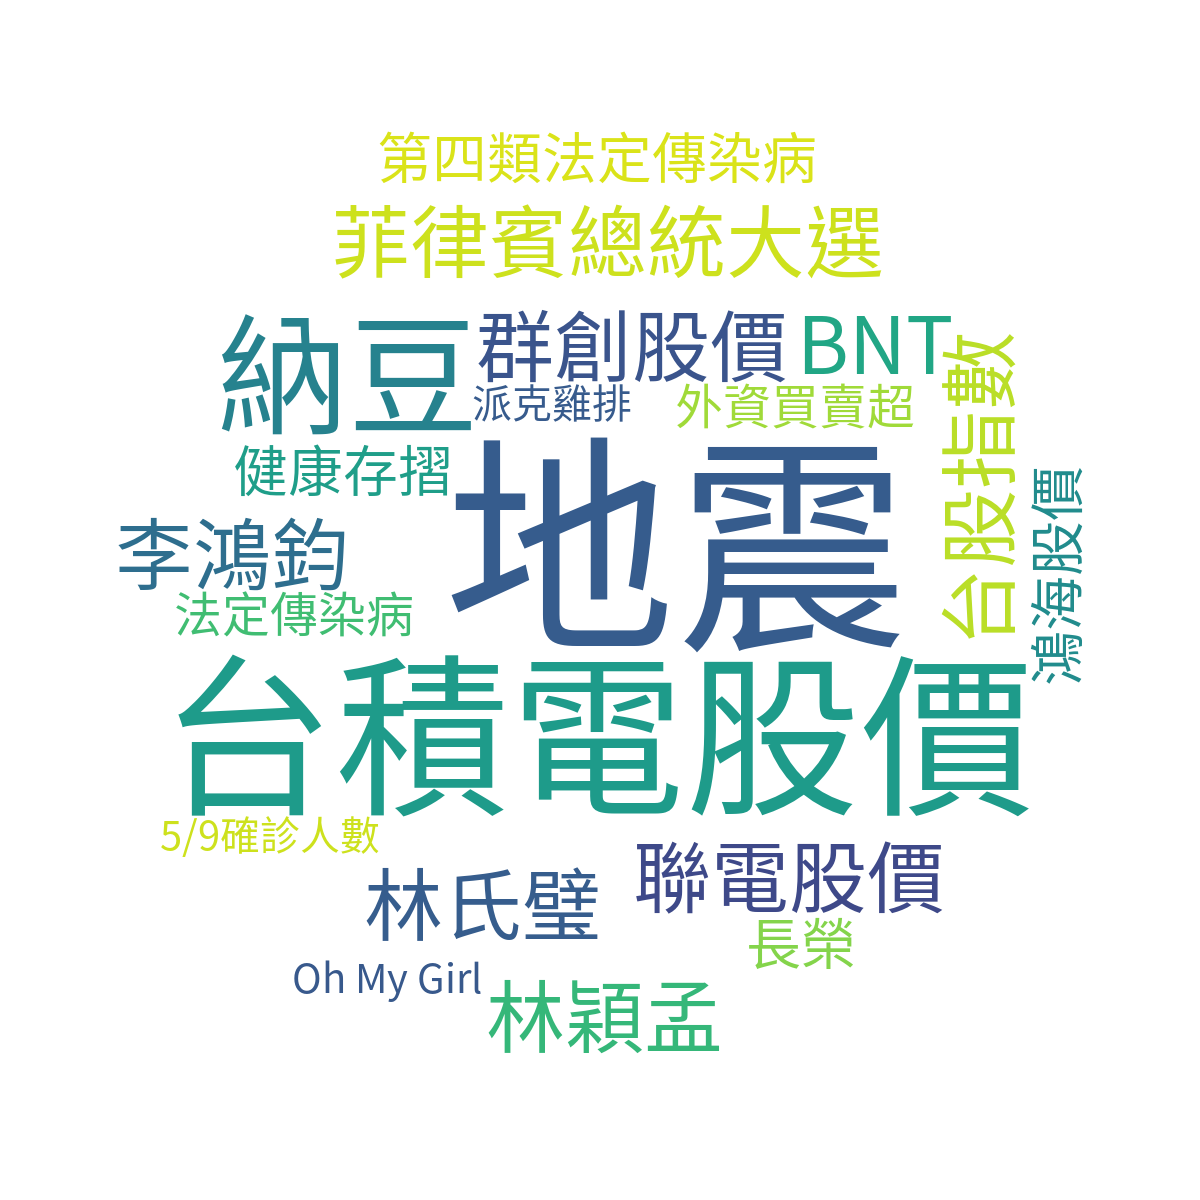 第四類法定傳染病
菲律賓總統大選
納豆
群創股價
BNT
派克雞排
外資買賣超
台股指數
健康存摺
地震
鴻海股價
李鴻鈞
法定傳染病
台積電股價
5/9確診人數
聯電股價
林氏璧
長榮
Oh My Girl
林穎孟